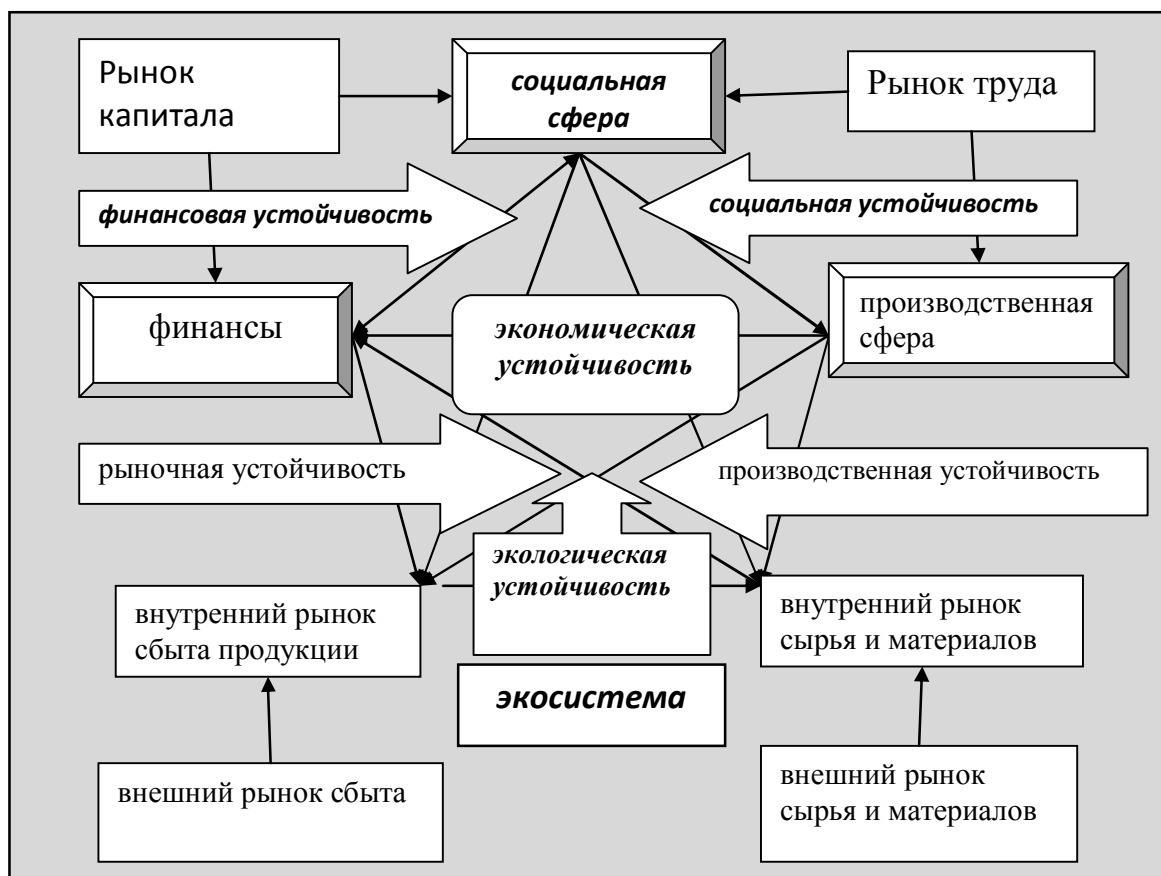 Рынок
капитала
социальная
сфера
Рынок труда
финансовая устойчивость
социальная устойчивость
финансы
экономическая
устойчивость
производственная
сфера
рыночная устойчивость
производственная устойчивость
экологическая
устойчивость
внутренний рынок
сбыта продукции
внутренний рынок
сырья и материалов
экосистема
внешний рынок сбыта
внешний рынок
сырья и материалов